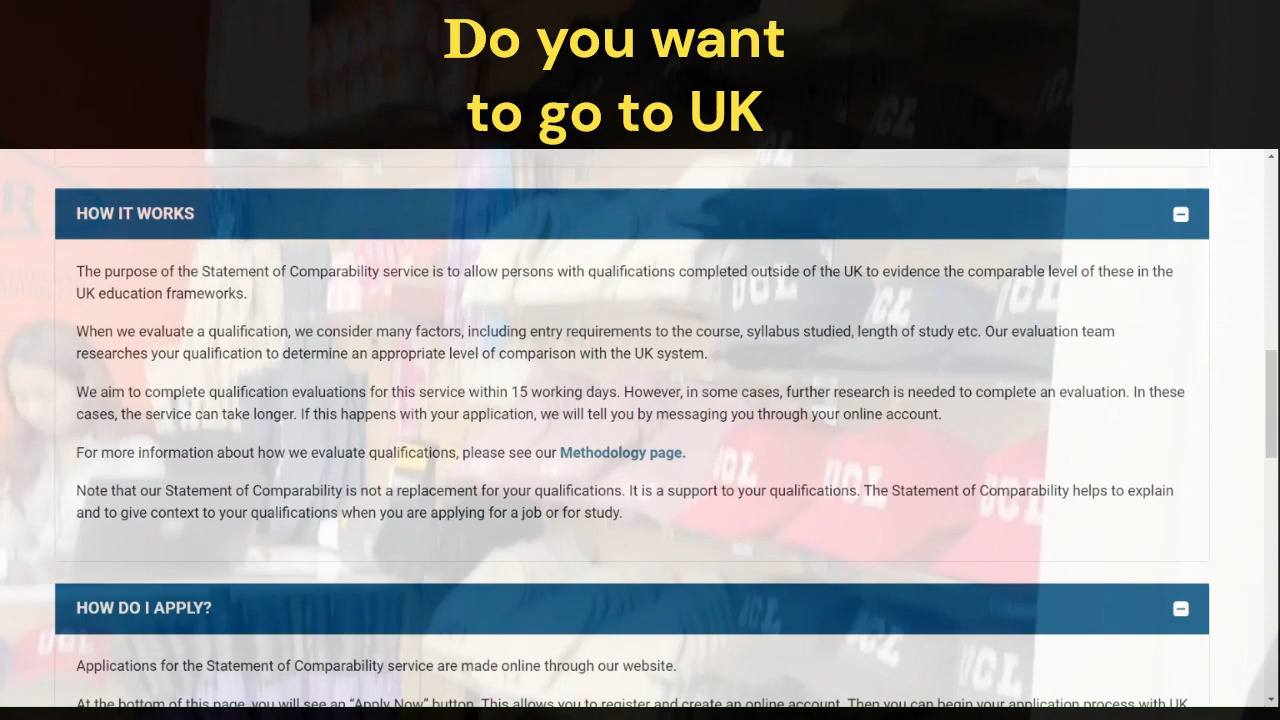 Do you want
to go to UK
HOW IT WORKS
The purpose of the Statement of Comparability service is to allow persons with qualifications completed outside of the UK to evidence the comparable level of these in the
UK education frameworks.
When we evaluate a qualification, we consider many factors, including entry requirements to the course, syllabus studied, length of study etc. Our evaluation team
researches your qualification to determine an appropriate level of comparison with the UK system.
We aim to complete qualification evaluations for this service within 15 working days. However, in some cases, further research is needed to complete an evaluation. In these
cases, the service can take longer. If this happens with your application, we will tell you by messaging you through your online account.
For more information about how we evaluate qualifications, please see our Methodology page.
Note that our Statement of Comparability is not a replacement for your qualifications. It is a support to your qualifications. The Statement of Comparability helps to explain
and to give context to your qualifications when you are applying for a job or for study.
HOW DO I APPLY?
Applications for the Statement of Comparability service are made online through our website.
At the bottom of this page, you will see an “Apply Now” button. This allows you to register and create an online account. Then you can begin your application process with UK
UCL
UCL
UCL
UCL
UCL
UCL
UCL
UCL
UCL
UCL